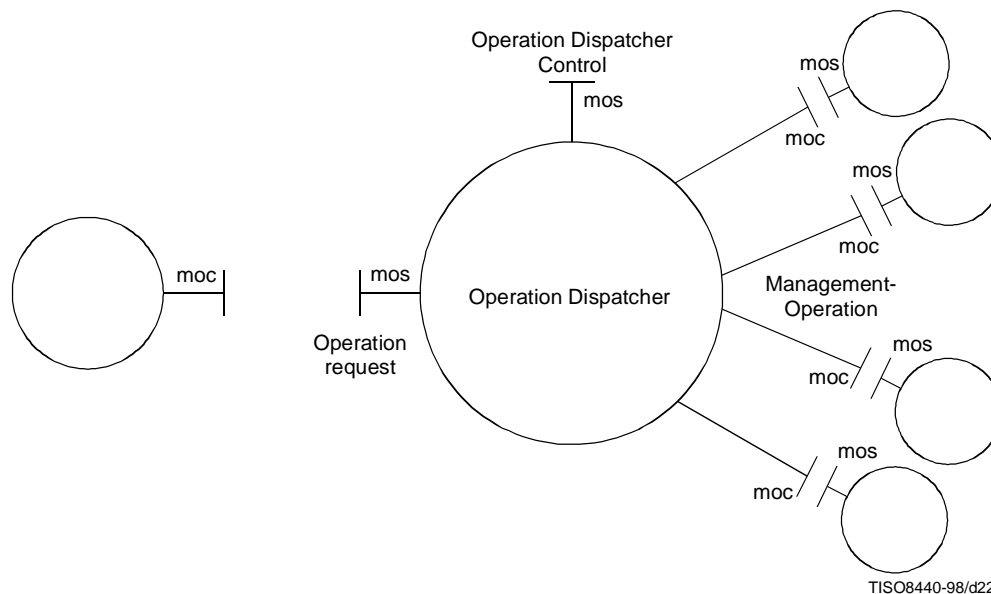 Operation Dispatcher
Control
mos
mos
moc
mos
moc
moc
mos
Operation Dispatcher
Management-
Operation
Operation
request
mos
moc
mos
moc
TISO8440-98/d22